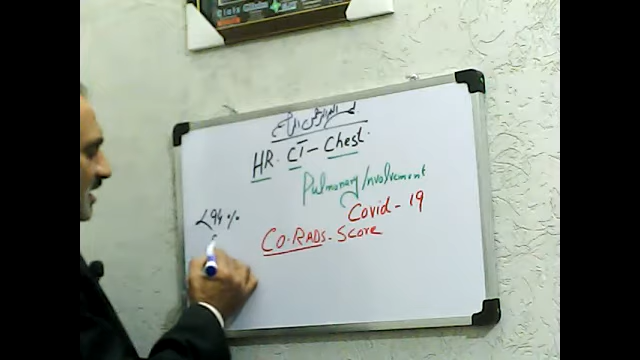 HR. CT - Chest.
Pulmonary Involvement
Covid - 19
<94%
CO-RADS- Score